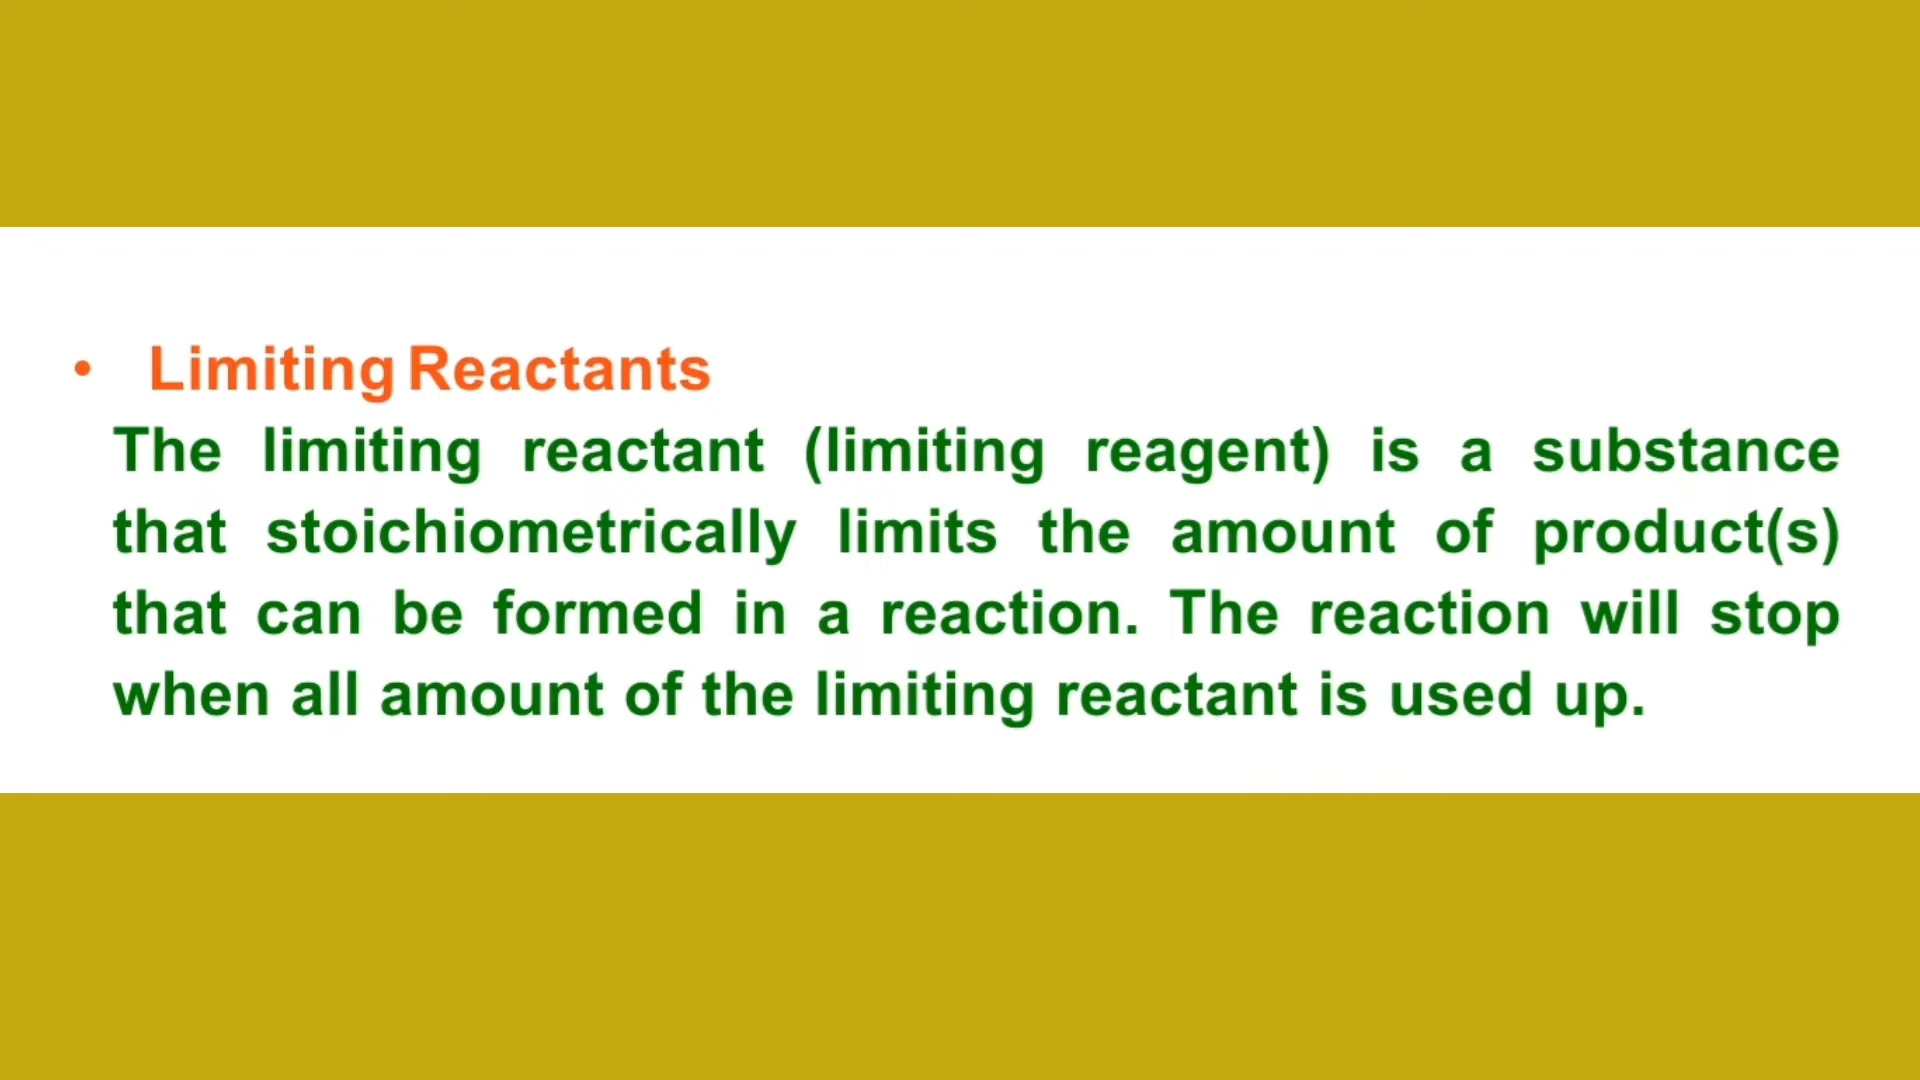 • Limiting Reactants
The limiting reactant (limiting reagent) is a substance
that stoichiometrically limits the amount of product(s)
that can be formed in a reaction. The reaction will stop
when all amount of the limiting reactant is used up.